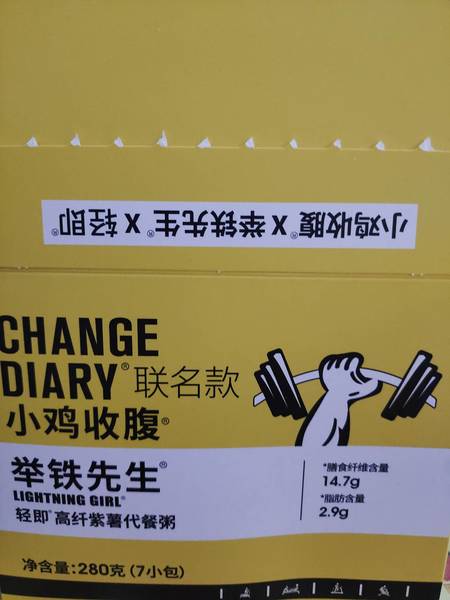 小鸡收腹® X 举铁先生® X 轻即®
CHANGE
DIARY® 联名款
小鸡收腹®
举铁先生®
LIGHTNING GIRL®
轻即®高纤紫薯代餐粥
*膳食纤维含量
14.7g
*脂肪含量
2.9g
净含量:280克(7小包)